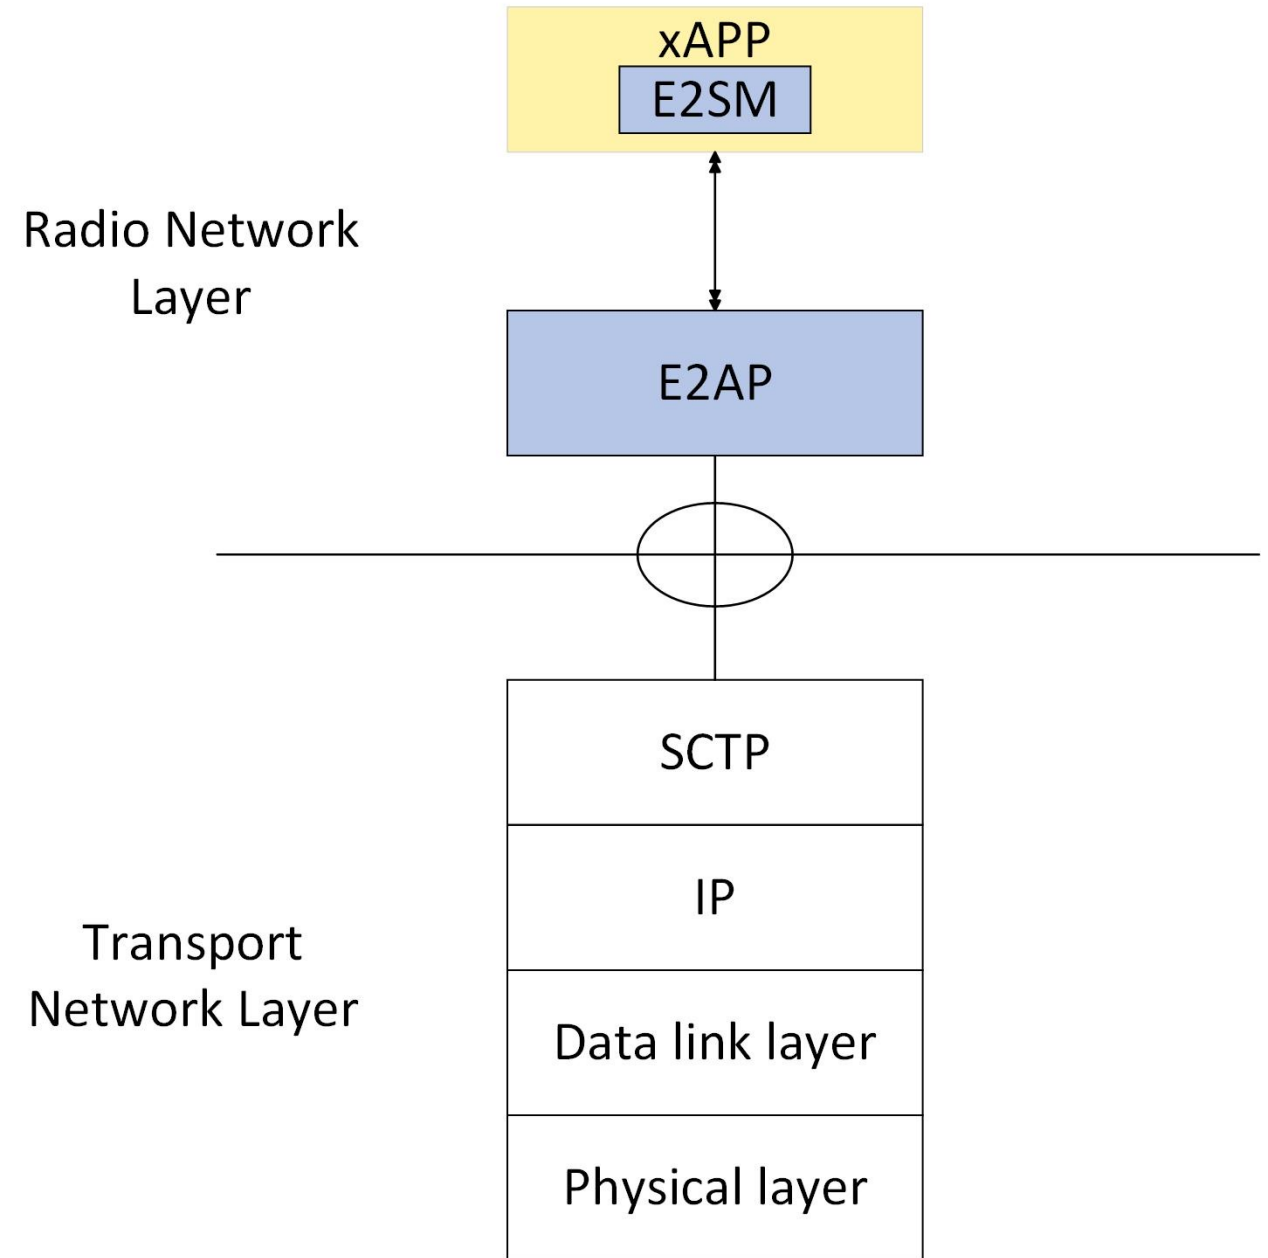 xAPP
E2SM
Radio Network
Layer
E2AP
SCTP
IP
Transport
Network Layer
Data link layer
Physical layer